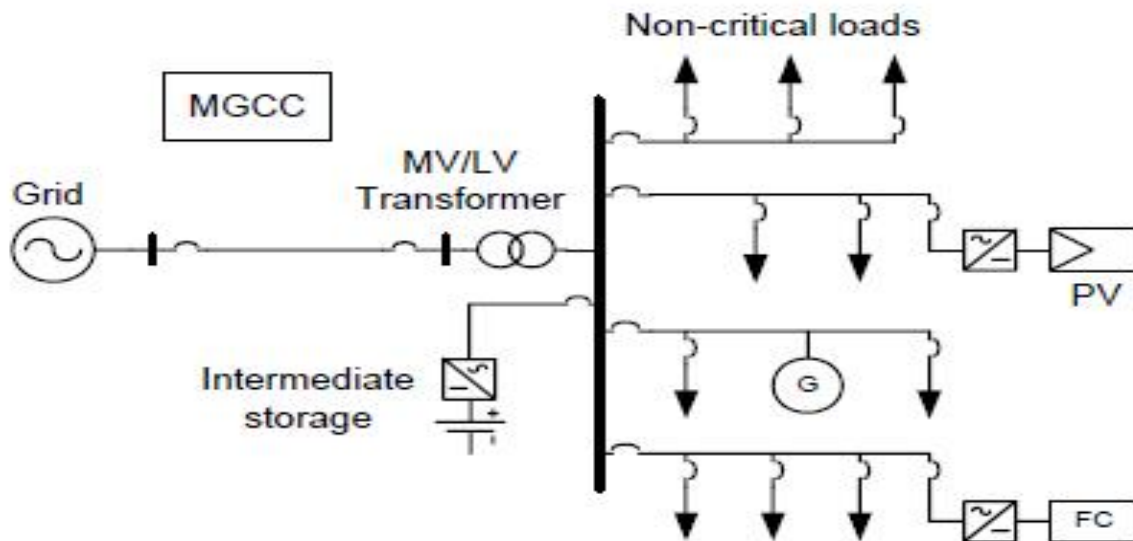 Non-critical loads
MGCC
MV/LV
Transformer
Grid
PV
Intermediate
storage
+
-
G
FC